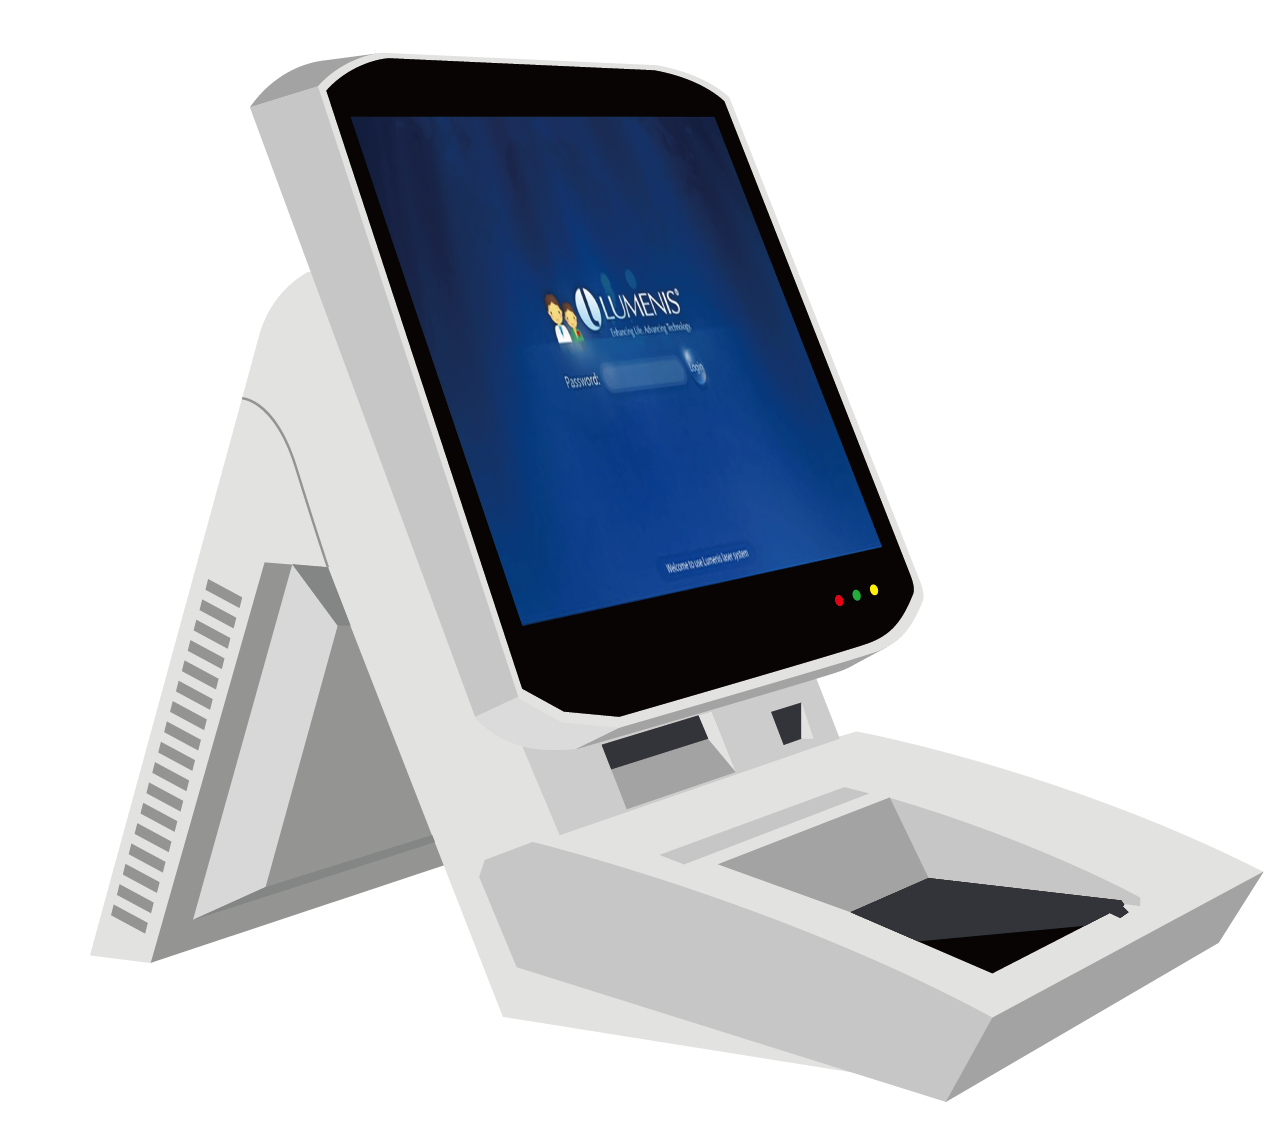 LUMENIS®
Enhancing Life. Advancing Technology.
Password:
Login
Welcome to use Lumenis laser system